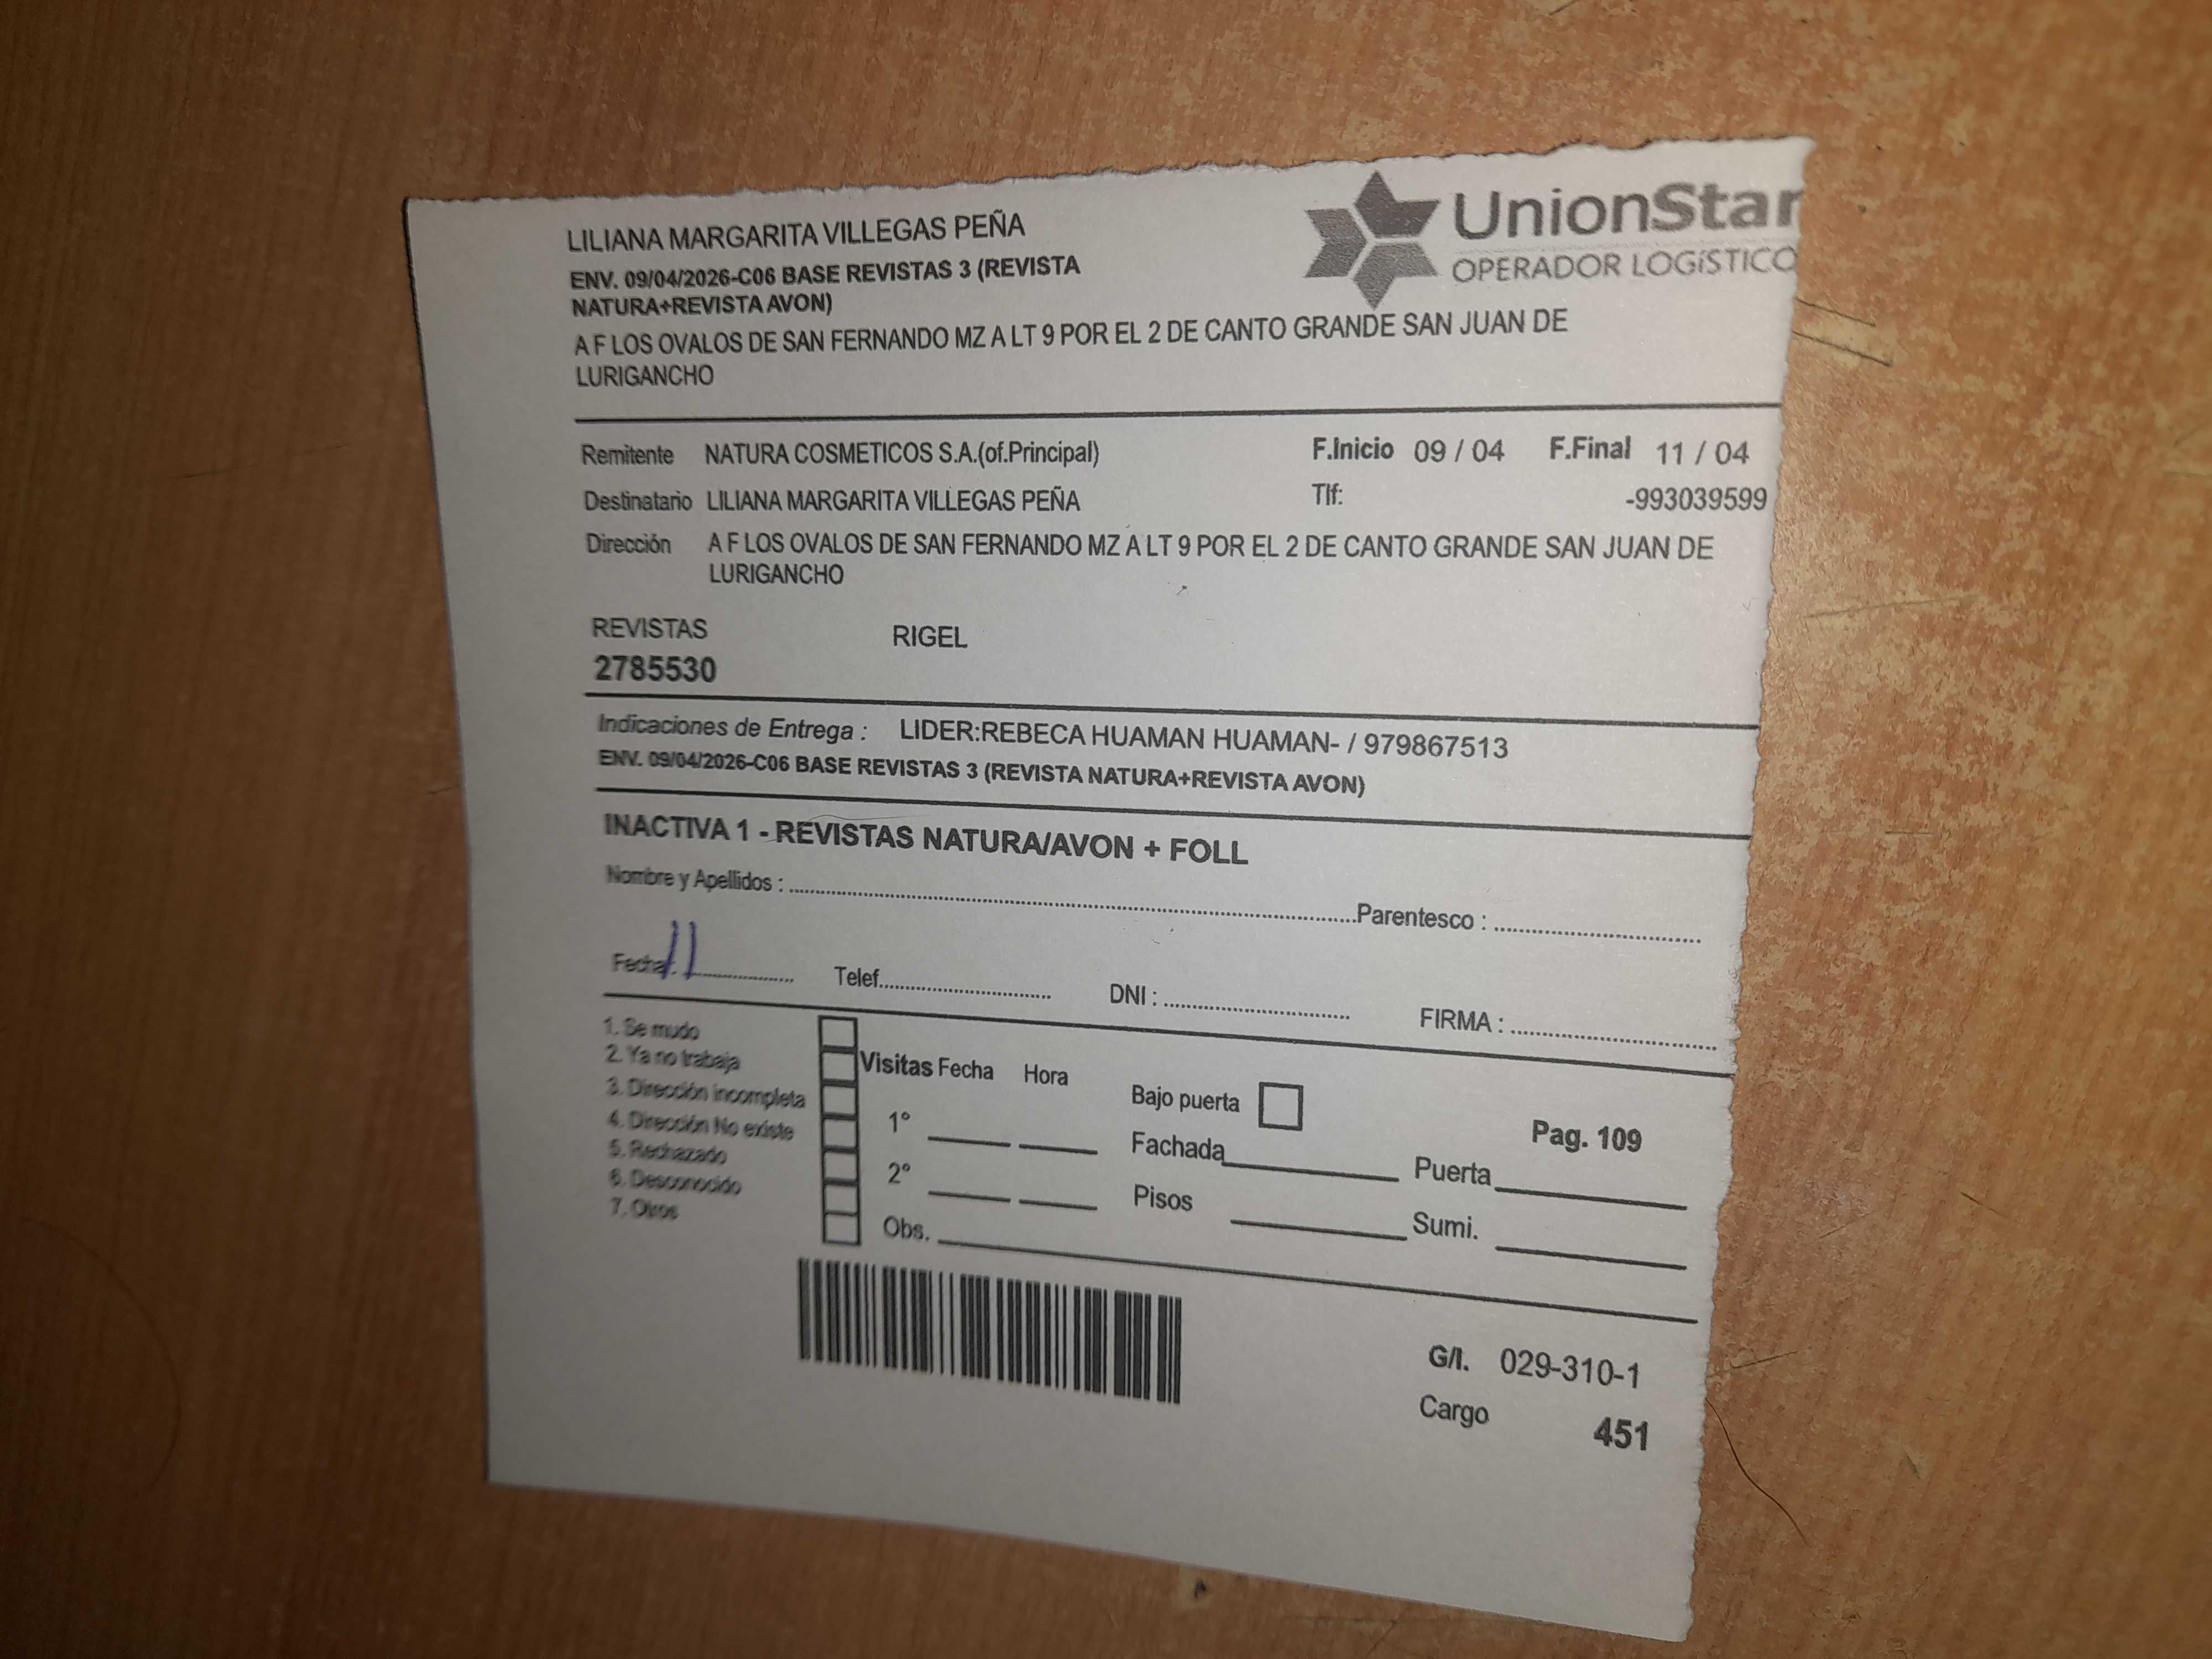 LILIANA MARGARITA VILLEGAS PEÑA
ENV. 09/04/2026-C06 BASE REVISTAS 3 (REVISTA
NATURA+REVISTA AVON)
A F LOS OVALOS DE SAN FERNANDO MZ A LT 9 POR EL 2 DE CANTO GRANDE SAN JUAN DE
LURIGANCHO
UnionStar
OPERADOR LOGíSTICO
Remitente NATURA COSMETICOS S.A.(of.Principal) F.Inicio 09 / 04 F.Final 11 / 04
Destinatario LILIANA MARGARITA VILLEGAS PEÑA Tlf: -993039599
Dirección A F LOS OVALOS DE SAN FERNANDO MZ A LT 9 POR EL 2 DE CANTO GRANDE SAN JUAN DE
LURIGANCHO
REVISTAS RIGEL
2785530
Indicaciones de Entrega : LIDER:REBECA HUAMAN HUAMAN- / 979867513
ENV. 09/04/2026-C06 BASE REVISTAS 3 (REVISTA NATURA+REVISTA AVON)
INACTIVA 1 - REVISTAS NATURA/AVON + FOLL
Nombre y Apellidos : Parentesco :
Fecha: 11 Telef. DNI : FIRMA :
1. Se mudo
2. Ya no trabaja
3. Dirección incompleta
4. Dirección No existe
5. Rechazado
6. Desconocido
7. Otros
Visitas Fecha Hora Bajo puerta Pag. 109
1° Fachada Puerta
2° Pisos Sumi.
Obs.
G/I. 029-310-1
Cargo 451